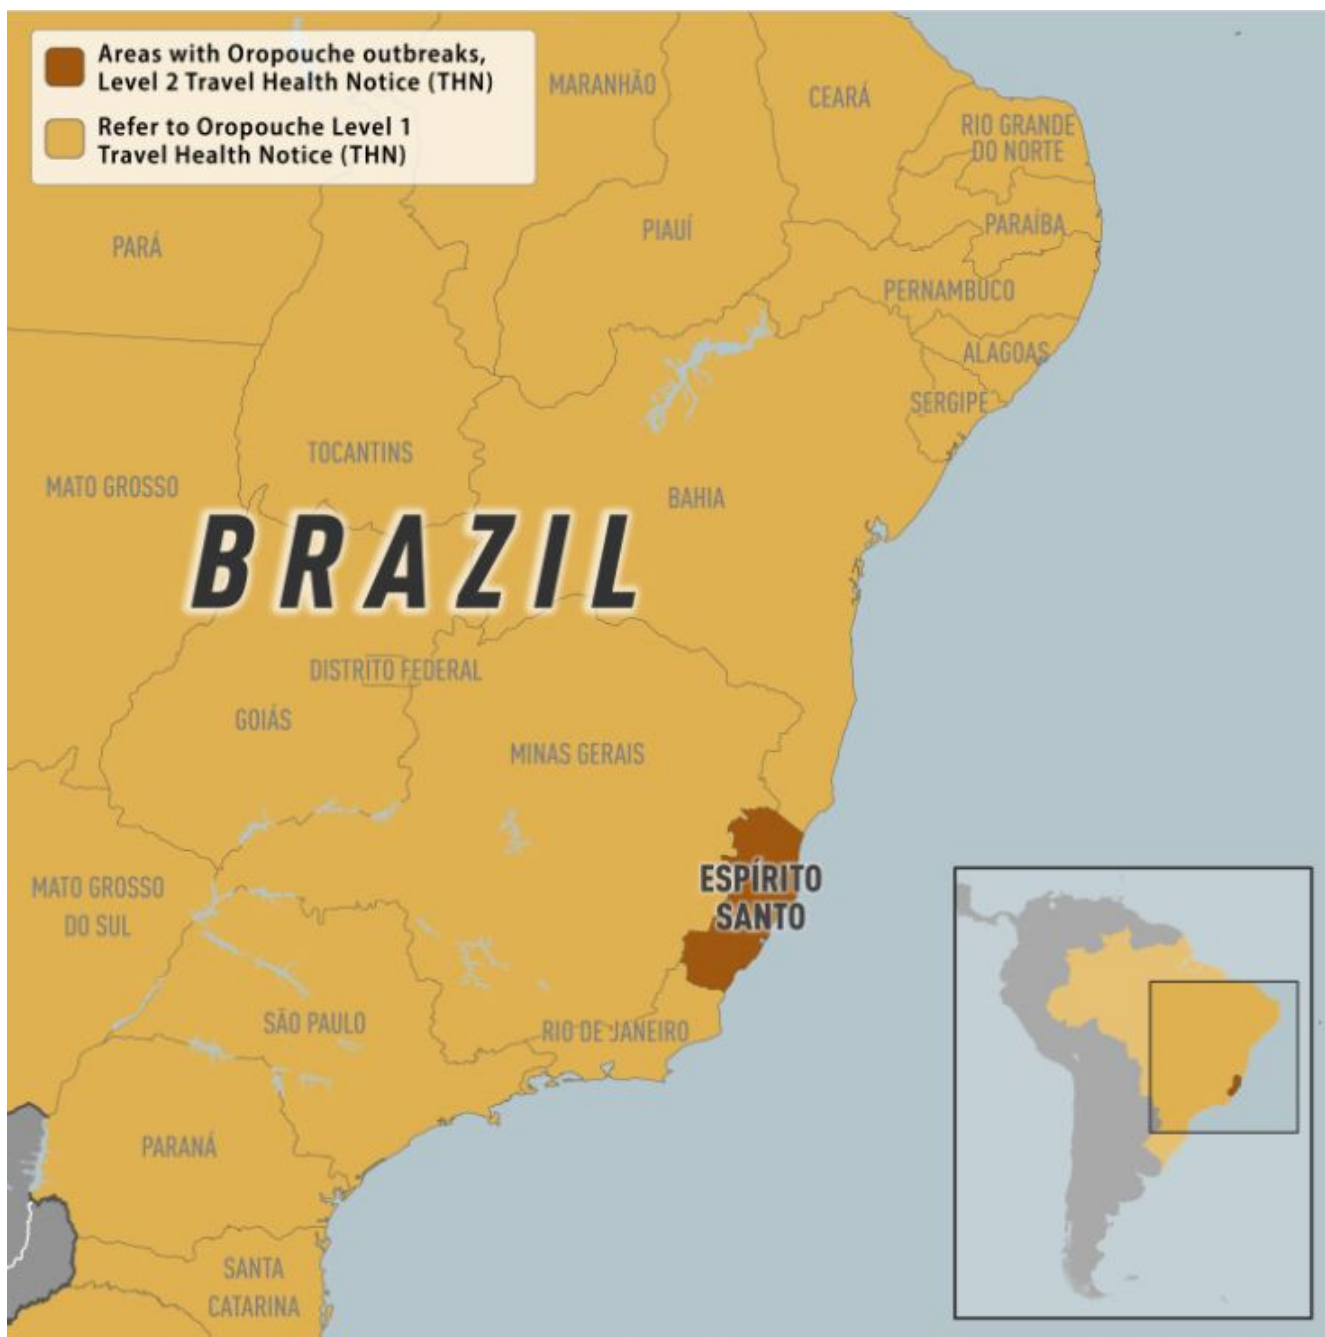 Areas with Oropouche outbreaks,
Level 2 Travel Health Notice (THN)
Refer to Oropouche Level 1
Travel Health Notice (THN)
MARANHÃO
CEARÁ
RIO GRANDE
DO NORTE
PARÁ
PIAUÍ
PARAÍBA
PERNAMBUCO
ALAGOAS
SERGIPE
TOCANTINS
MATO GROSSO
BAHIA
BRAZIL
DISTRITO FEDERAL
GOIÁS
MINAS GERAIS
ESPÍRITO
SANTO
MATO GROSSO
DO SUL
SÃO PAULO
RIO DE JANEIRO
PARANÁ
SANTA
CATARINA